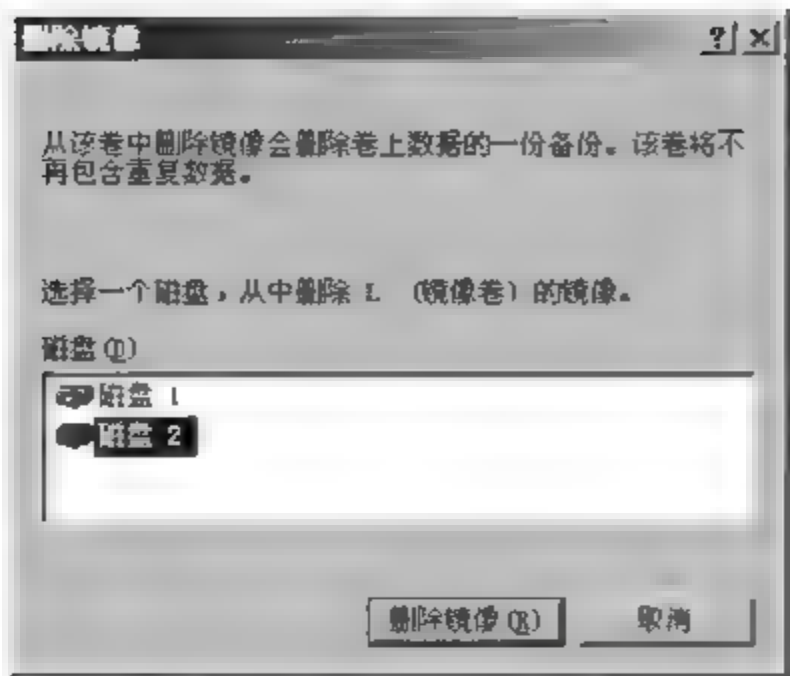 删除镜像
从该卷中删除镜像会删除卷上数据的一份备份。该卷将不
再包含重复数据。
选择一个磁盘，从中删除 L （镜像卷）的镜像。
磁盘(D)
磁盘 1
磁盘 2
删除镜像(R)
取消